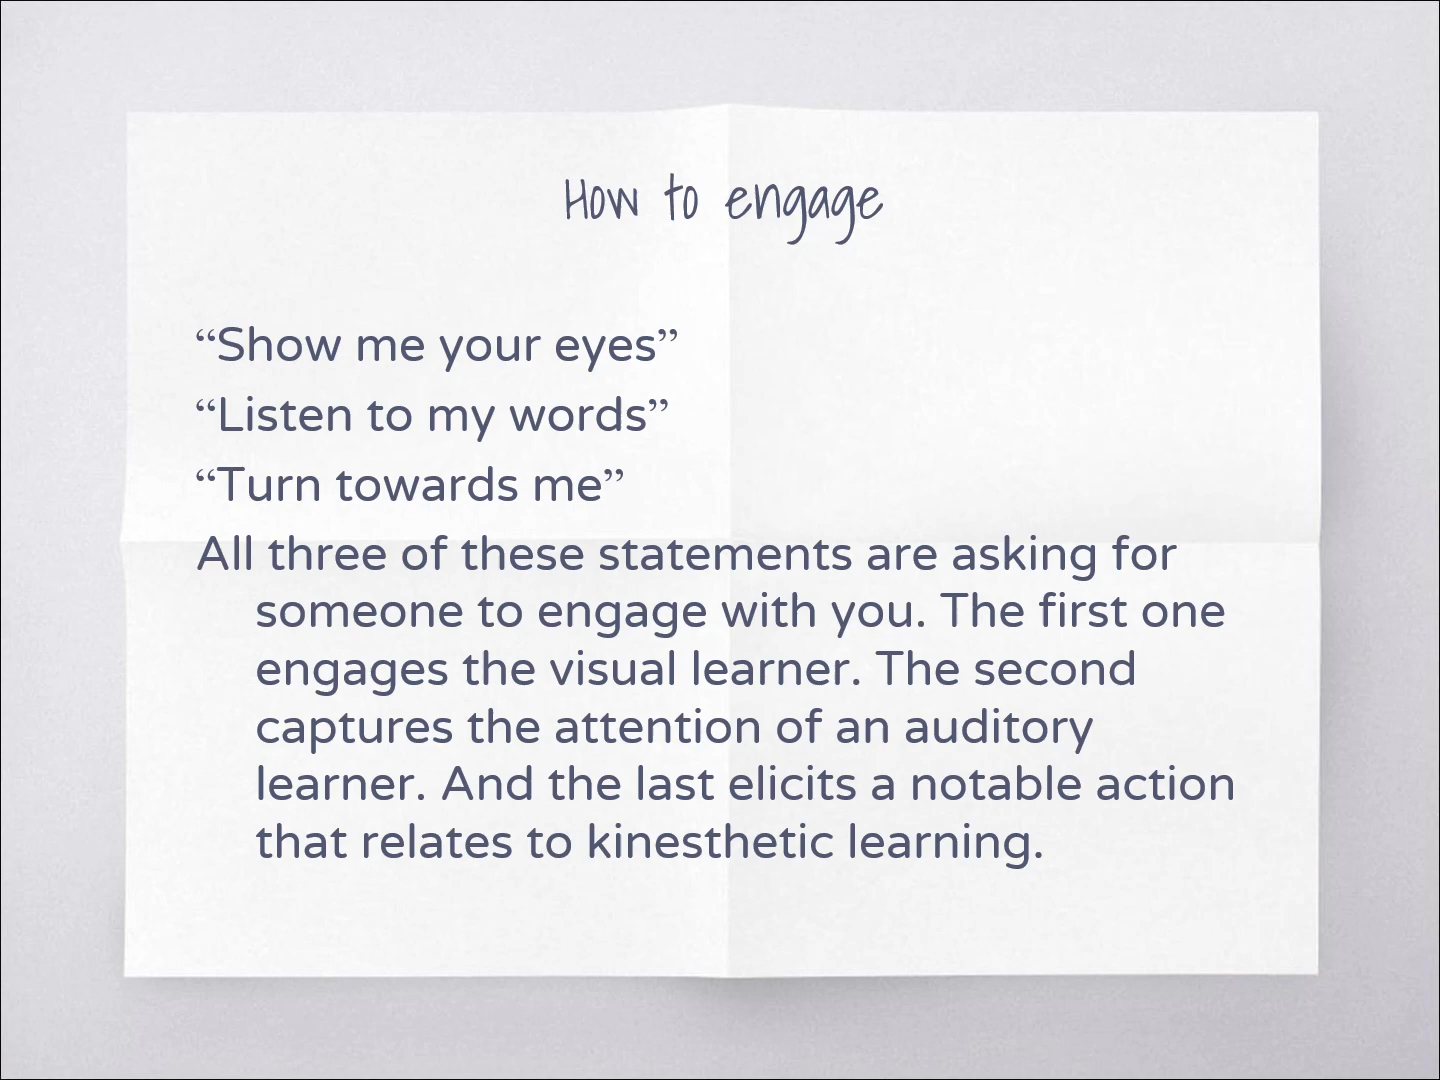 How to engage
“Show me your eyes”
“Listen to my words”
“Turn towards me”
All three of these statements are asking for
someone to engage with you. The first one
engages the visual learner. The second
captures the attention of an auditory
learner. And the last elicits a notable action
that relates to kinesthetic learning.